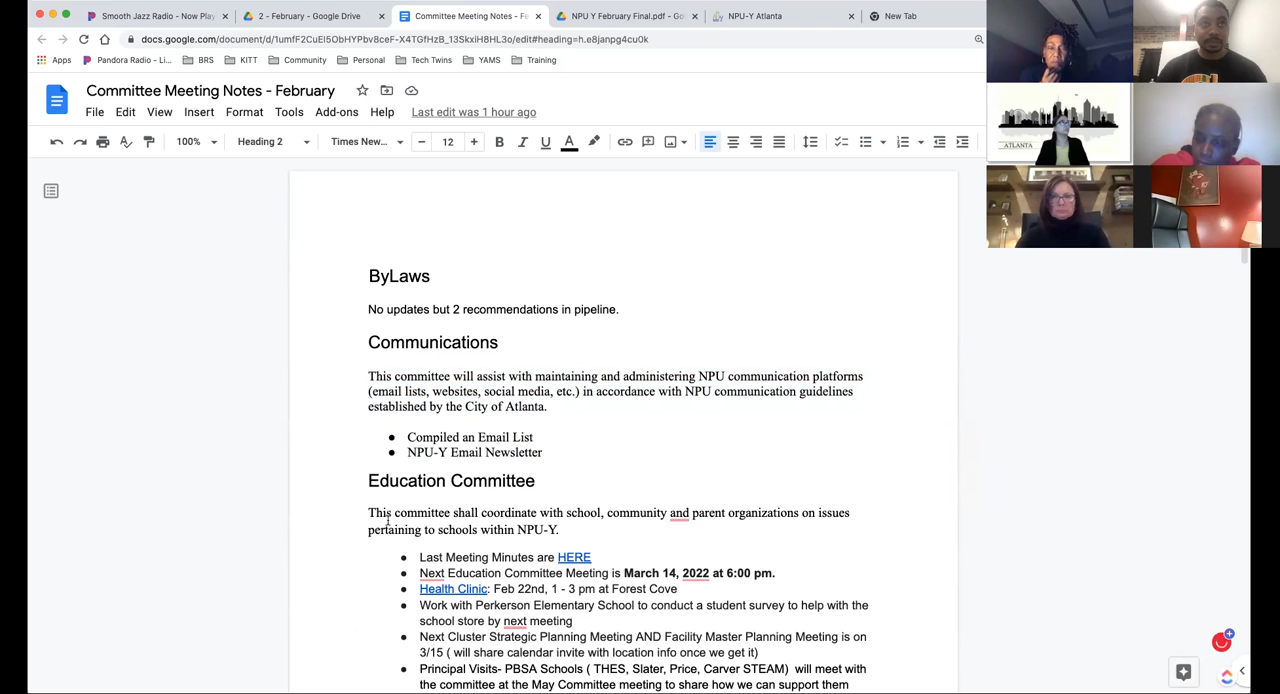 Smooth Jazz Radio - Now Play
2 - February - Google Drive
Committee Meeting Notes - Fe
NPU Y February Final.pdf - Go
NPU-Y Atlanta
New Tab
docs.google.com/document/d/1umfF2CuEl5ObHYPbv8ceF-X4TGfHzB_13SkxiH8HL3o/edit#heading=h.e8janpg4cu0k
Apps
Pandora Radio - Li...
BRS
KITT
Community
Personal
Tech Twins
YAMS
Training
Committee Meeting Notes - February
File Edit View Insert Format Tools Add-ons Help Last edit was 1 hour ago
100% Heading 2 Times New... 12 B I U A
ATLANTA
ByLaws
No updates but 2 recommendations in pipeline.
Communications
This committee will assist with maintaining and administering NPU communication platforms
(email lists, websites, social media, etc.) in accordance with NPU communication guidelines
established by the City of Atlanta.
● Compiled an Email List
● NPU-Y Email Newsletter
Education Committee
This committee shall coordinate with school, community and parent organizations on issues
pertaining to schools within NPU-Y.
● Last Meeting Minutes are HERE
● Next Education Committee Meeting is March 14, 2022 at 6:00 pm.
● Health Clinic: Feb 22nd, 1 - 3 pm at Forest Cove
● Work with Perkerson Elementary School to conduct a student survey to help with the
school store by next meeting
● Next Cluster Strategic Planning Meeting AND Facility Master Planning Meeting is on
3/15 ( will share calendar invite with location info once we get it)
● Principal Visits- PBSA Schools ( THES, Slater, Price, Carver STEAM) will meet with
the committee at the May Committee meeting to share how we can support them